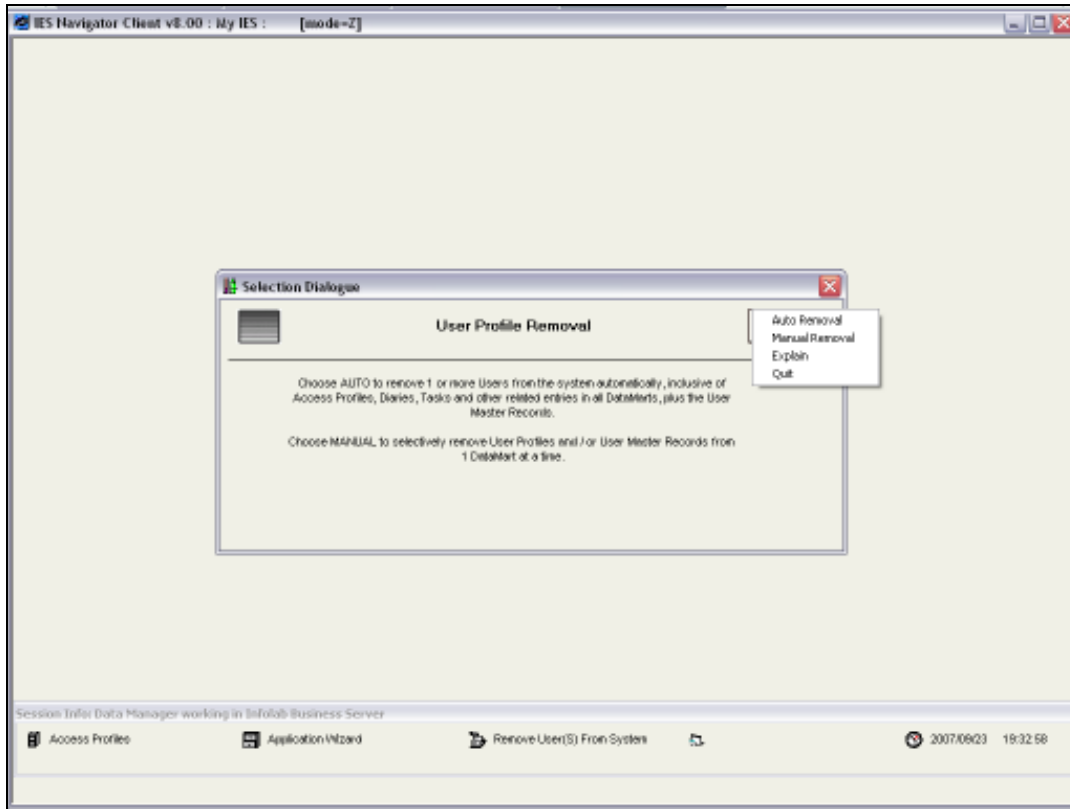 IES Navigator Client v8.00 : My IES : [mode=Z]
Selection Dialogue
User Profile Removal
Auto Removal
Manual Removal
Explain
Quit
Choose AUTO to remove 1 or more Users from the system automatically, inclusive of
Access Profiles, Diaries, Tasks and other related entries in all DataMarts, plus the User
Master Records.
Choose MANUAL to selectively remove User Profiles and / or User Master Records from
1 DataMart at a time.
Session Info: Data Manager working in Infolab Business Server
Access Profiles
Application Wizard
Remove User(S) From System
2007/09/23 19:32:58